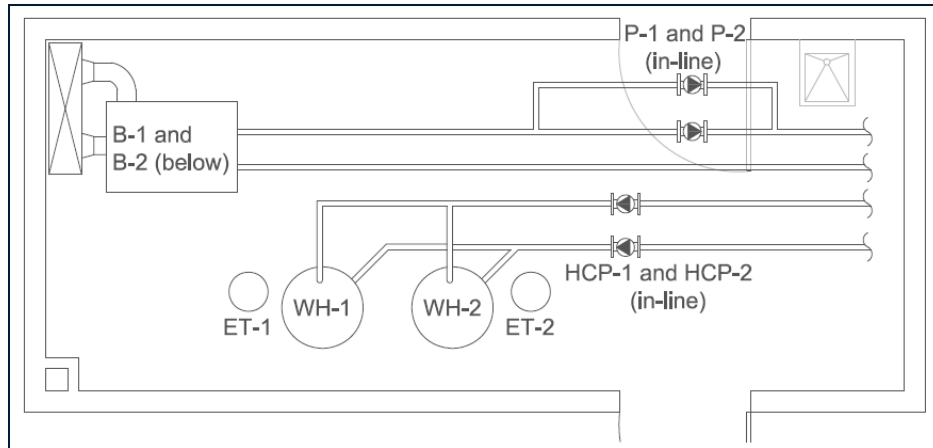 P-1 and P-2
(in-line)
B-1 and
B-2 (below)
HCP-1 and HCP-2
(in-line)
WH-1
WH-2
ET-1
ET-2